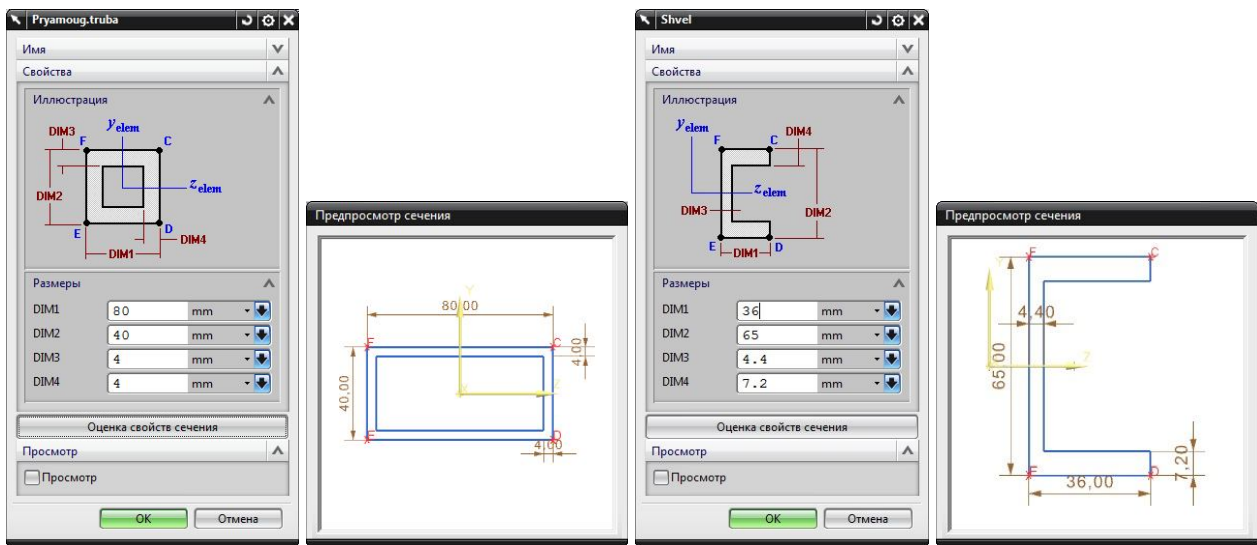 Pryamoug.truba
Имя
Свойства
Иллюстрация
DIM3
y elem
F
C
DIM2
z elem
E
D
DIM4
DIM1
Размеры
DIM1 80 mm
DIM2 40 mm
DIM3 4 mm
DIM4 4 mm
Оценка свойств сечения
Просмотр
Просмотр
OK Отмена
Предпросмотр сечения
Y
80,00
F
C
4,00
40,00
X
Z
E
D
4,00
Shvel
Имя
Свойства
Иллюстрация
y elem
DIM4
F
C
z elem
DIM3
DIM2
E
D
DIM1
Размеры
DIM1 36 mm
DIM2 65 mm
DIM3 4.4 mm
DIM4 7.2 mm
Оценка свойств сечения
Просмотр
Просмотр
OK Отмена
Предпросмотр сечения
F
C
Y
4,40
65,00
Z
7,20
E
D
36,00